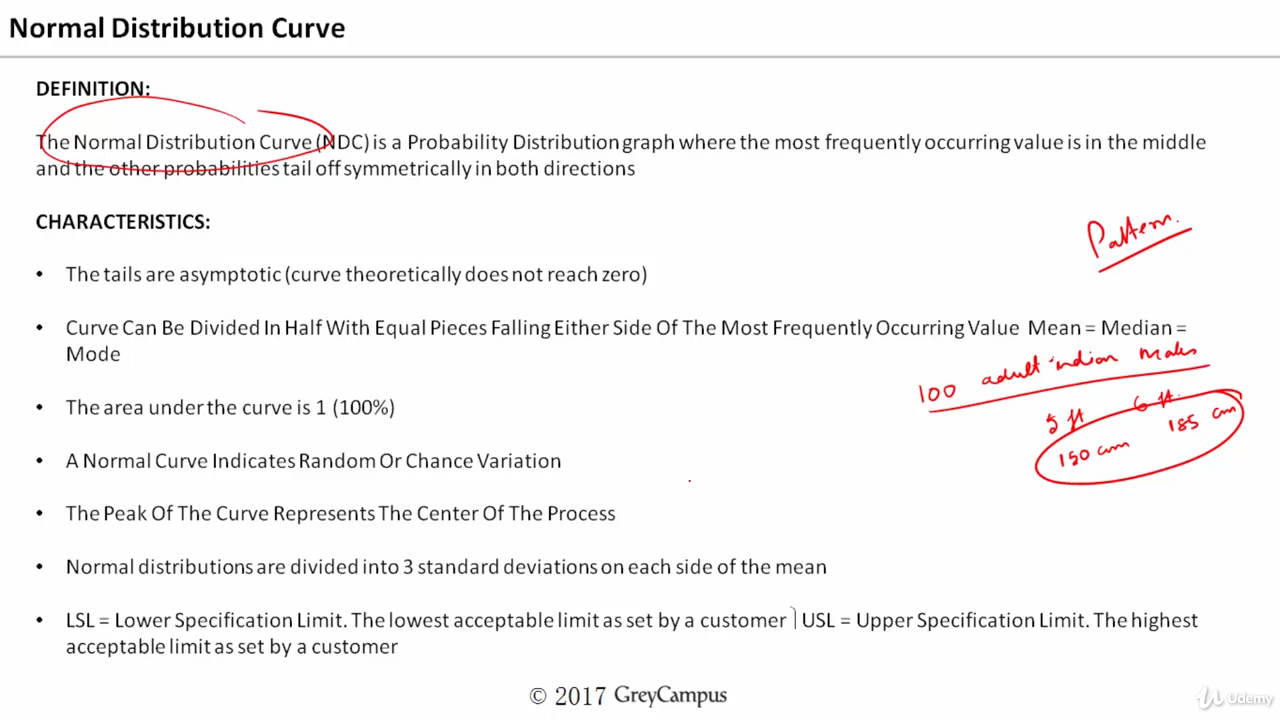 Normal Distribution Curve
DEFINITION:
The Normal Distribution Curve (NDC) is a Probability Distribution graph where the most frequently occurring value is in the middle
and the other probabilities tail off symmetrically in both directions
CHARACTERISTICS:
Pattern.
• The tails are asymptotic (curve theoretically does not reach zero)
• Curve Can Be Divided In Half With Equal Pieces Falling Either Side Of The Most Frequently Occurring Value Mean = Median =
Mode
100 adult indian males
• The area under the curve is 1 (100%)
5 ft 6 ft.
150 cm 185 cm
• A Normal Curve Indicates Random Or Chance Variation
• The Peak Of The Curve Represents The Center Of The Process
• Normal distributions are divided into 3 standard deviations on each side of the mean
• LSL = Lower Specification Limit. The lowest acceptable limit as set by a customer USL = Upper Specification Limit. The highest
acceptable limit as set by a customer
© 2017 GreyCampus
Udemy